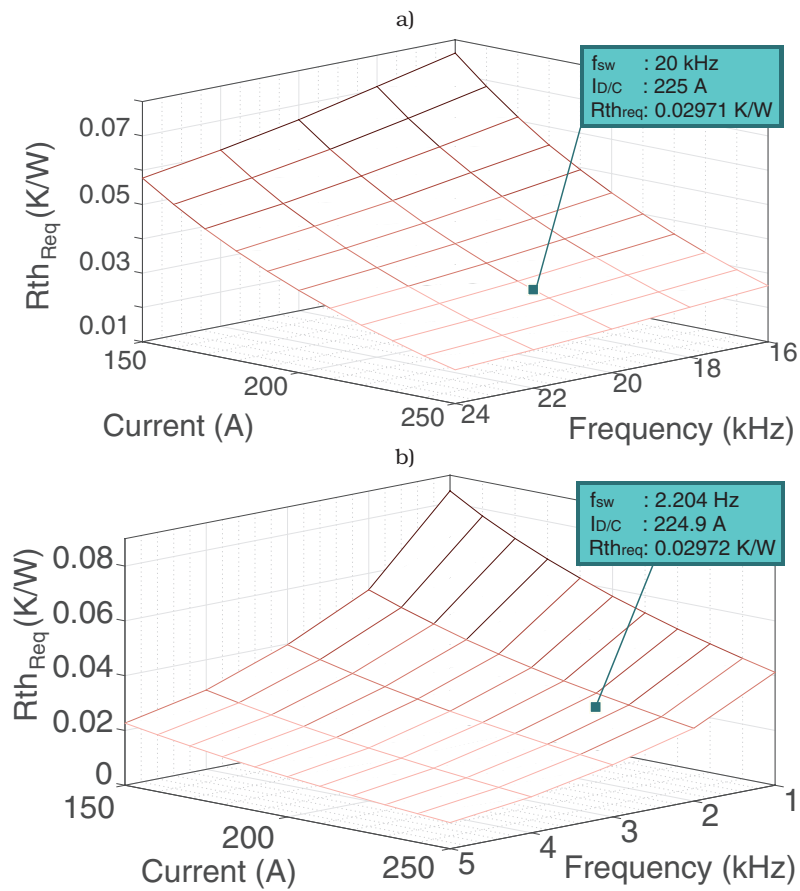 a)
fsw : 20 kHz
ID/C : 225 A
Rthreq: 0.02971 K/W
0.07
0.05
0.03
0.01
RthReq(K/W)
150
200
250
Current (A)
24
22
20
18
16
Frequency (kHz)
b)
fsw : 2.204 Hz
ID/C : 224.9 A
Rthreq: 0.02972 K/W
0.08
0.06
0.04
0.02
0
RthReq(K/W)
150
200
250
Current (A)
5
4
3
2
1
Frequency (kHz)